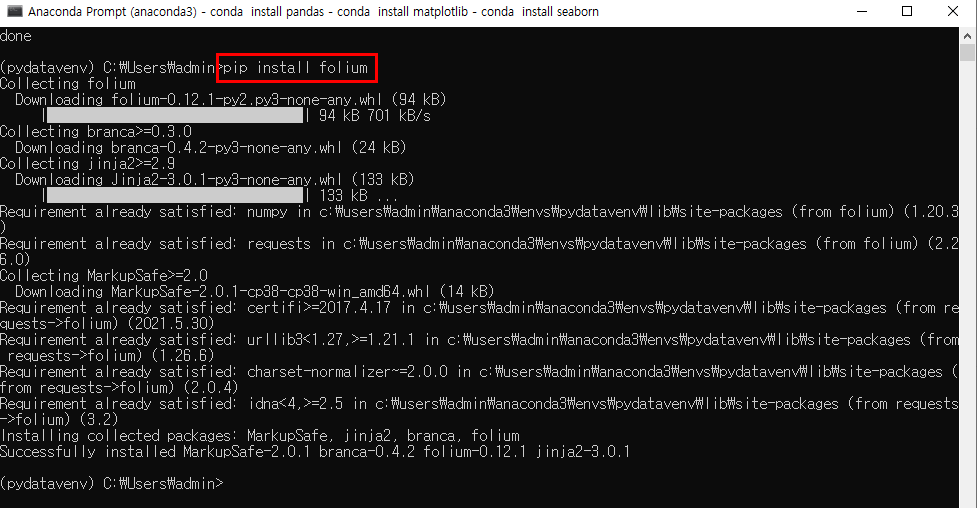 Anaconda Prompt (anaconda3) - conda  install pandas - conda  install matplotlib - conda  install seaborn
done
(pydatavenv) C:₩Users₩admin>pip install folium
Collecting folium
  Downloading folium-0.12.1-py2.py3-none-any.whl (94 kB)
     |████████████████████████████████| 94 kB 701 kB/s
Collecting branca>=0.3.0
  Downloading branca-0.4.2-py3-none-any.whl (24 kB)
Collecting jinja2>=2.9
  Downloading Jinja2-3.0.1-py3-none-any.whl (133 kB)
     |████████████████████████████████| 133 kB ...
Requirement already satisfied: numpy in c:₩users₩admin₩anaconda3₩envs₩pydatavenv₩lib₩site-packages (from folium) (1.20.3
)
Requirement already satisfied: requests in c:₩users₩admin₩anaconda3₩envs₩pydatavenv₩lib₩site-packages (from folium) (2.2
6.0)
Collecting MarkupSafe>=2.0
  Downloading MarkupSafe-2.0.1-cp38-cp38-win_amd64.whl (14 kB)
Requirement already satisfied: certifi>=2017.4.17 in c:₩users₩admin₩anaconda3₩envs₩pydatavenv₩lib₩site-packages (from re
quests->folium) (2021.5.30)
Requirement already satisfied: urllib3<1.27,>=1.21.1 in c:₩users₩admin₩anaconda3₩envs₩pydatavenv₩lib₩site-packages (from
 requests->folium) (1.26.6)
Requirement already satisfied: charset-normalizer~=2.0.0 in c:₩users₩admin₩anaconda3₩envs₩pydatavenv₩lib₩site-packages (
from requests->folium) (2.0.4)
Requirement already satisfied: idna<4,>=2.5 in c:₩users₩admin₩anaconda3₩envs₩pydatavenv₩lib₩site-packages (from requests
->folium) (3.2)
Installing collected packages: MarkupSafe, jinja2, branca, folium
Successfully installed MarkupSafe-2.0.1 branca-0.4.2 folium-0.12.1 jinja2-3.0.1
(pydatavenv) C:₩Users₩admin>